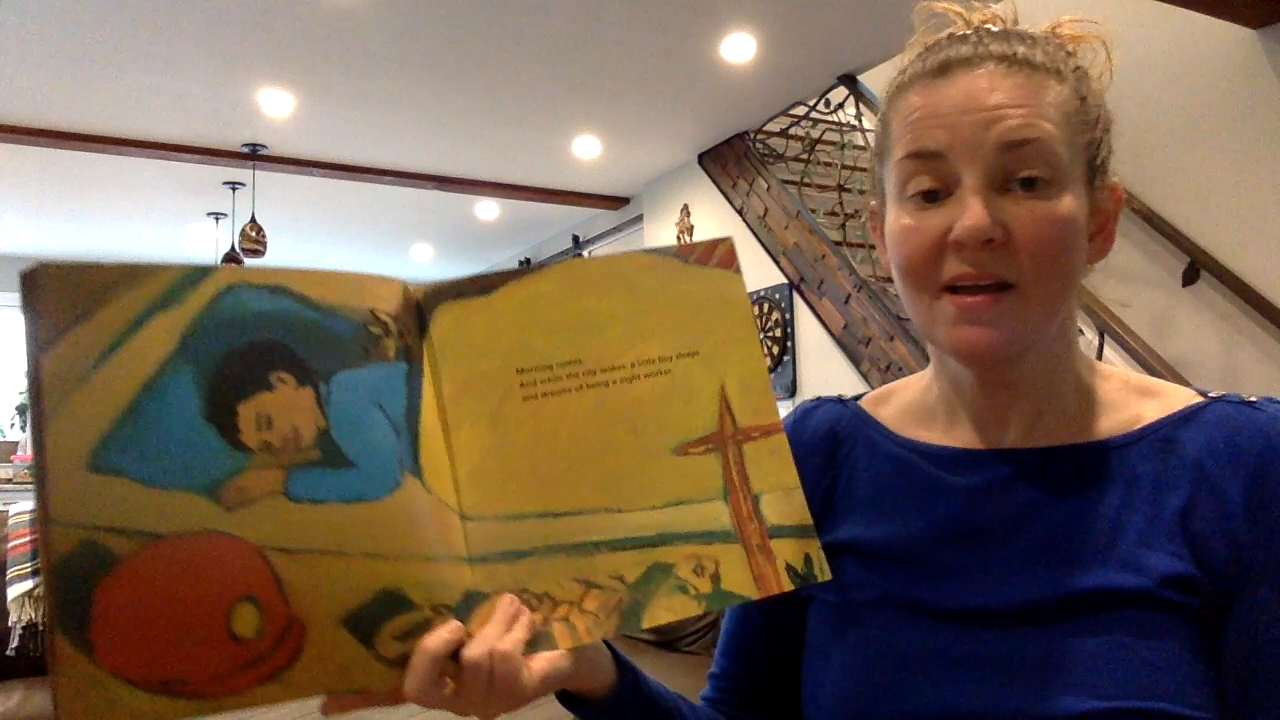 Morning comes.
And while the city wakes, a little boy sleeps
and dreams of being a night worker.